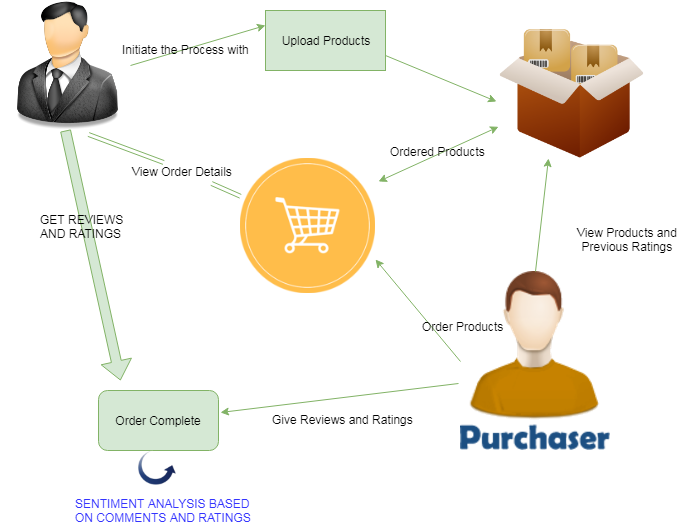 Initiate the Process with
Upload Products
Ordered Products
View Order Details
GET REVIEWS
AND RATINGS
View Products and
Previous Ratings
Order Products
Order Complete
Give Reviews and Ratings
Purchaser
SENTIMENT ANALYSIS BASED
ON COMMENTS AND RATINGS